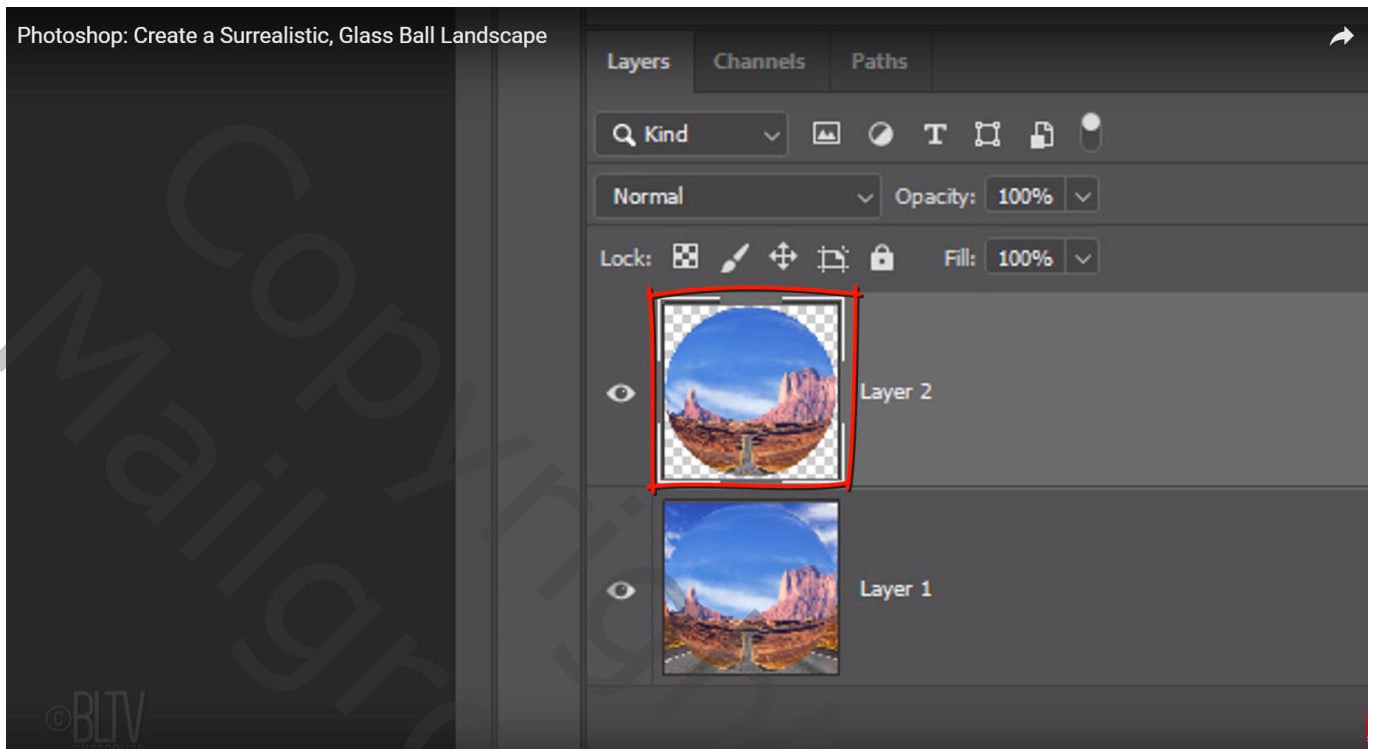 Photoshop: Create a Surrealistic, Glass Ball Landscape
Layers Channels Paths
Kind
Normal Opacity: 100%
Lock: Fill: 100%
Layer 2
Layer 1
Copyrig
Mailgr
©BLTV